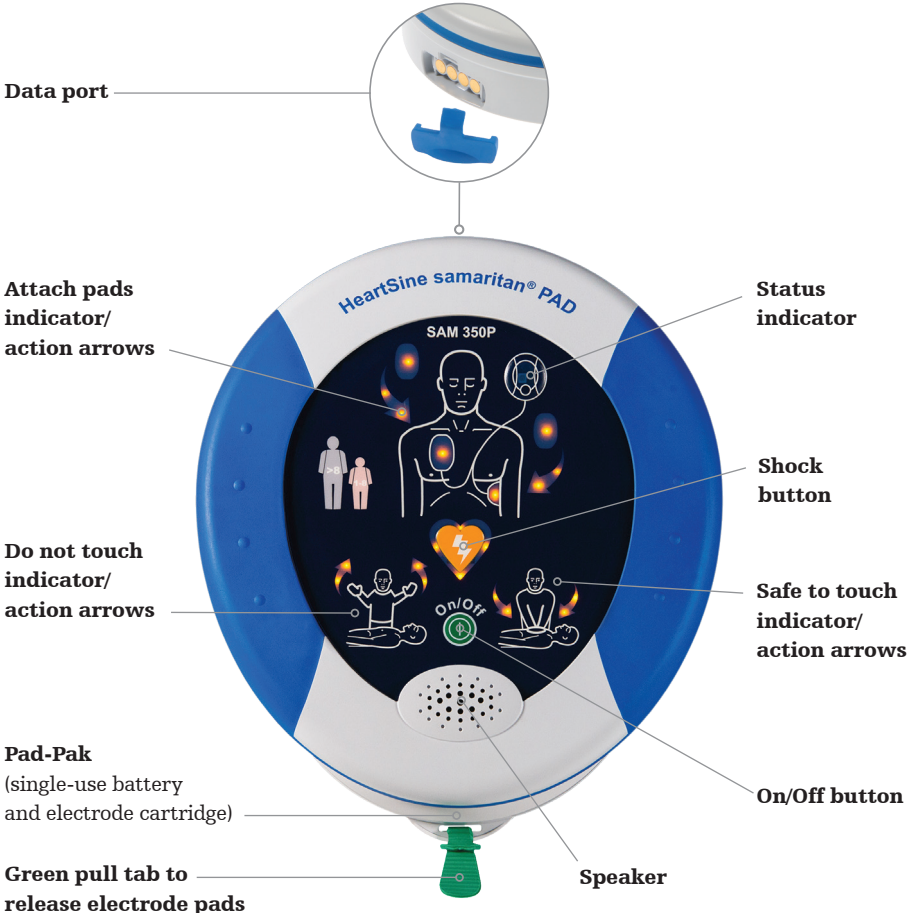 Data port
HeartSine samaritan® PAD
SAM 350P
Attach pads
indicator/
action arrows
Status
indicator
>8
Shock
button
Do not touch
indicator/
action arrows
On/Off
Safe to touch
indicator/
action arrows
Pad-Pak
(single-use battery
and electrode cartridge)
On/Off button
Green pull tab to
release electrode pads
Speaker